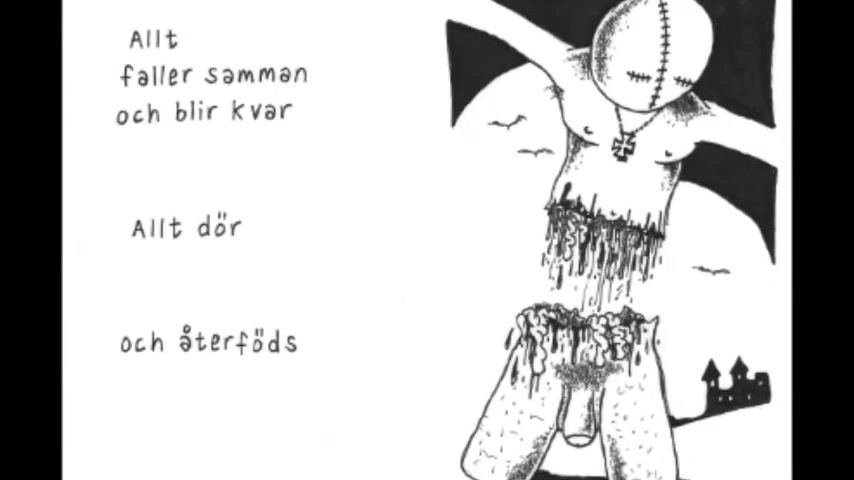 Allt
faller samman
och blir kvar
Allt dör
och återföds